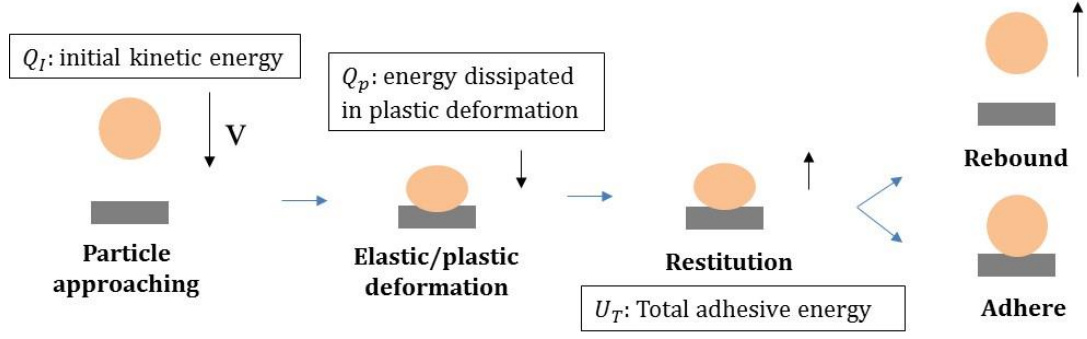 Q_I: initial kinetic energy
V
Particle
approaching
Q_p: energy dissipated
in plastic deformation
Elastic/plastic
deformation
Restitution
U_T: Total adhesive energy
Rebound
Adhere